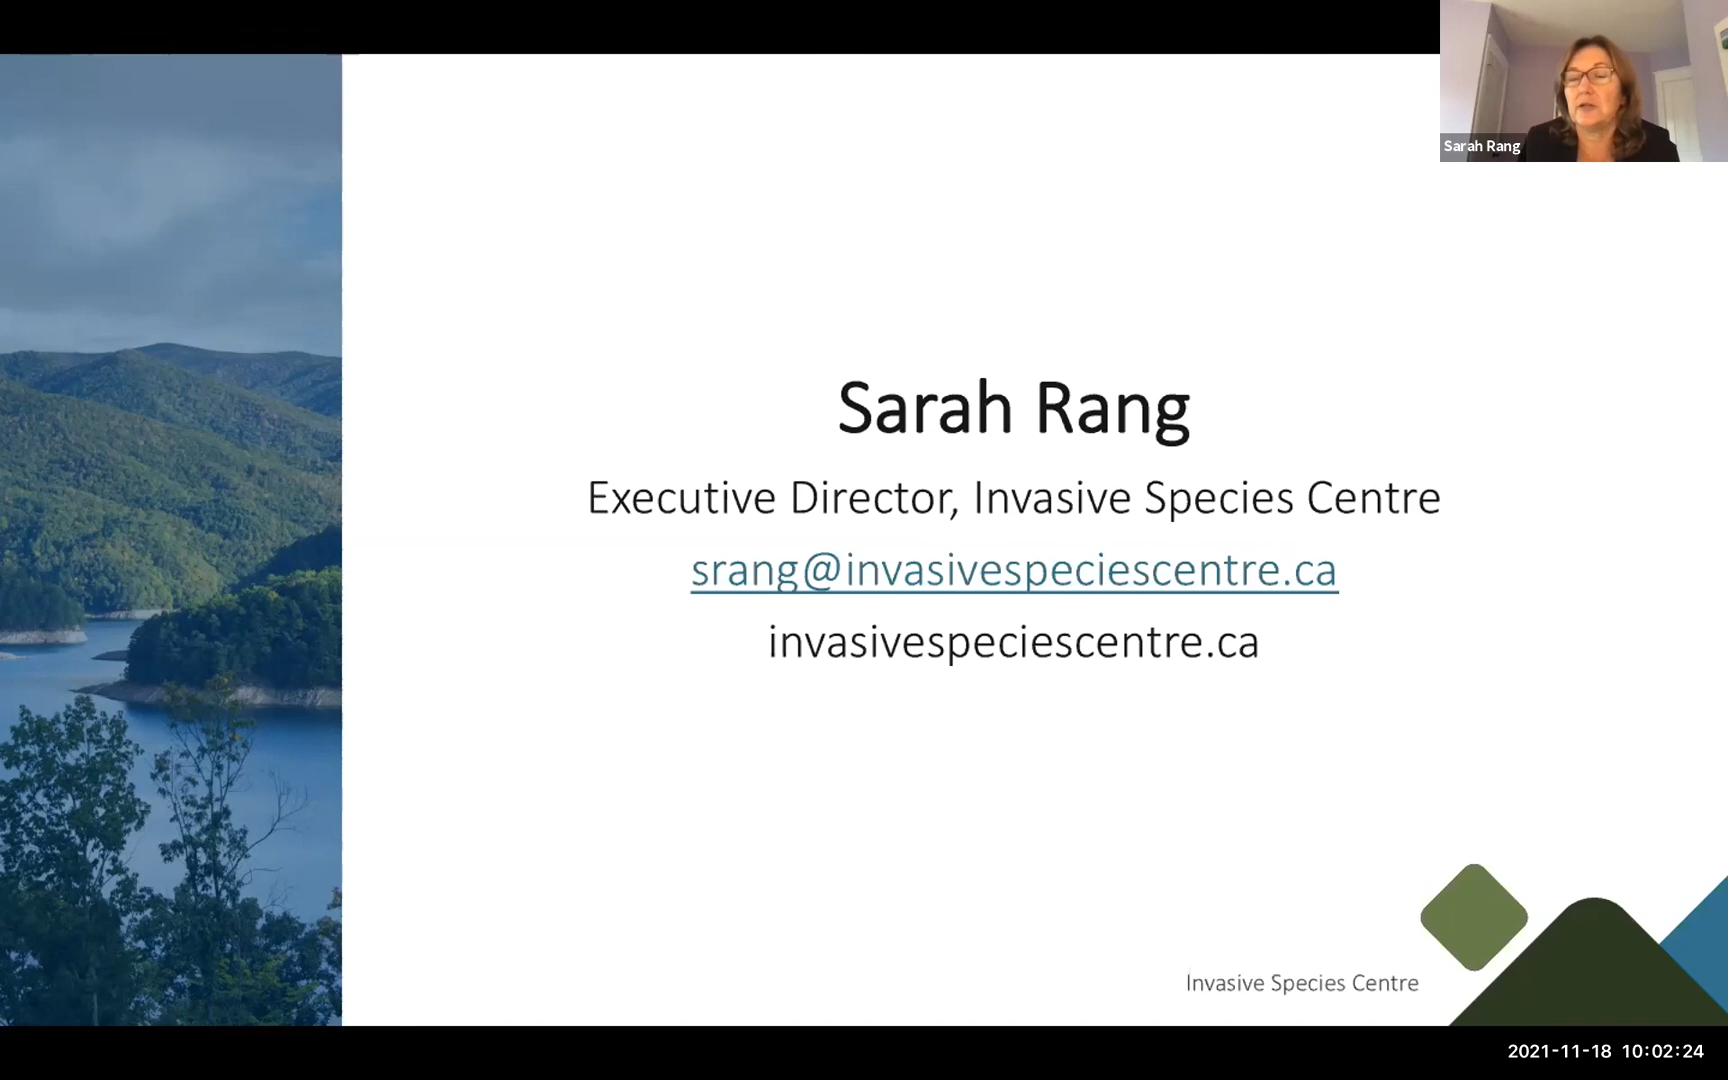 Sarah Rang
Sarah Rang
Executive Director, Invasive Species Centre
srang@invasivespeciescentre.ca
invasivespeciescentre.ca
Invasive Species Centre
2021-11-18 10:02:24